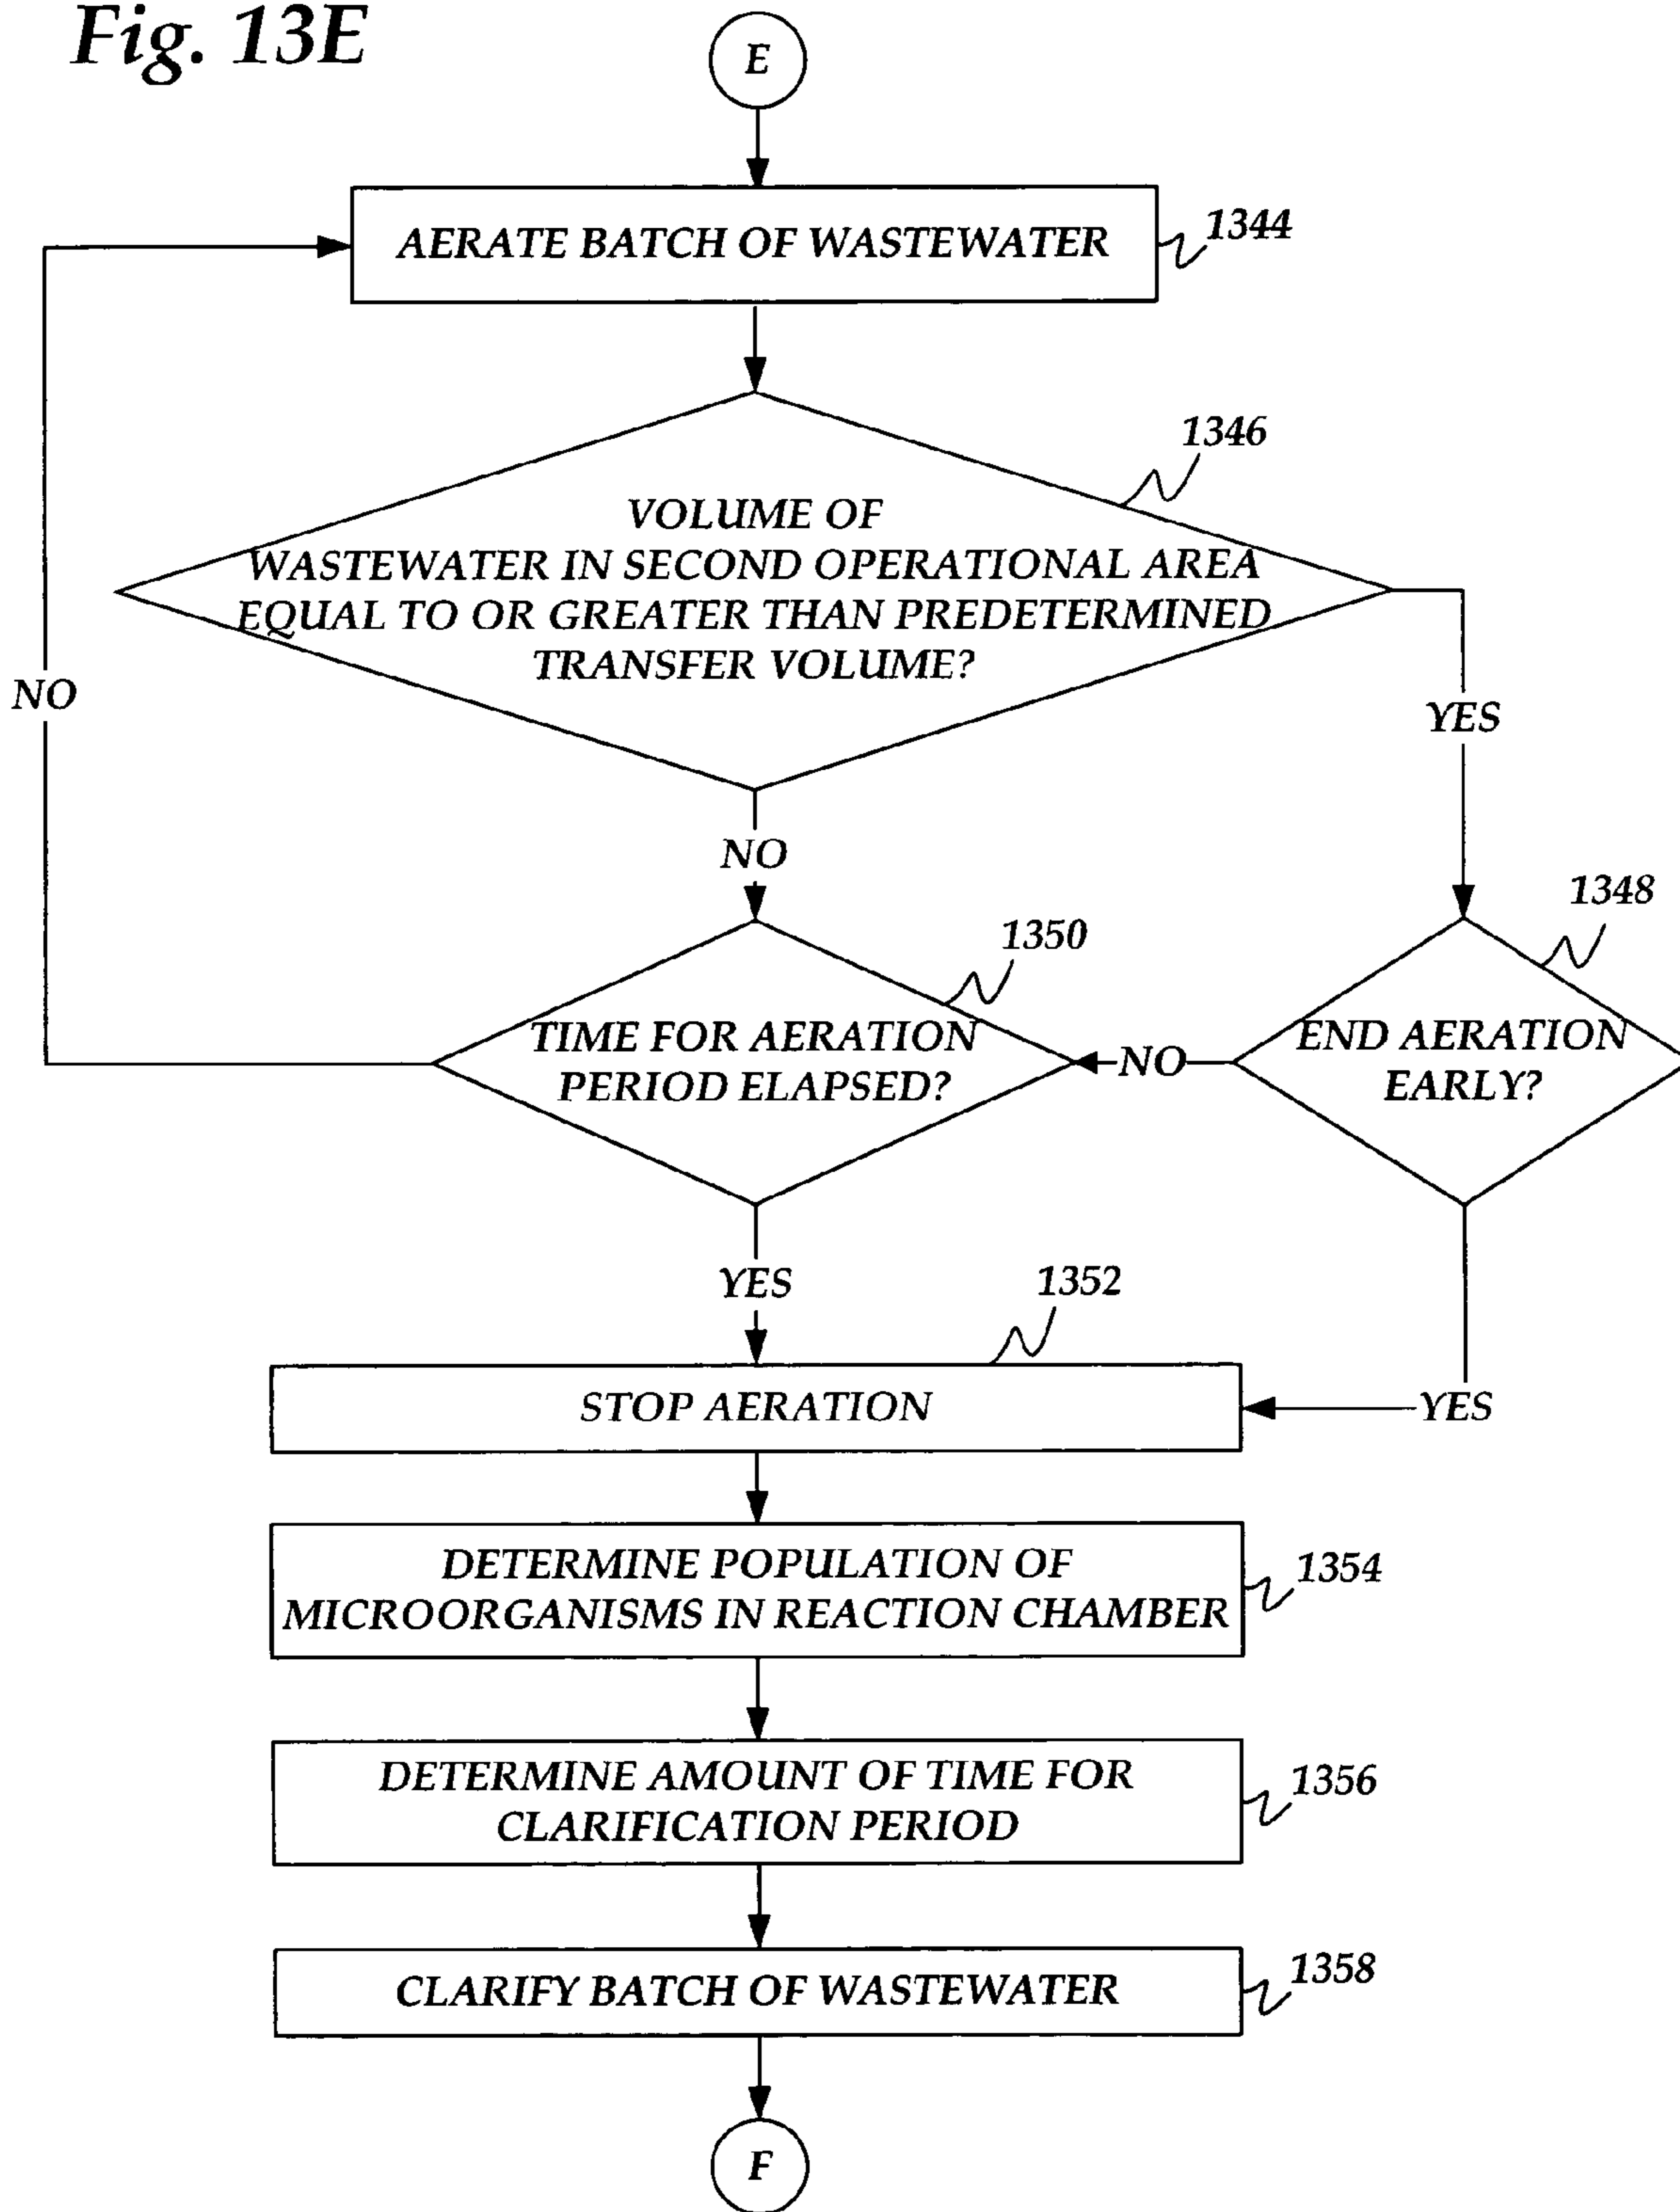 Fig. 13E
E
AERATE BATCH OF WASTEWATER
1344
1346
VOLUME OF
WASTEWATER IN SECOND OPERATIONAL AREA
EQUAL TO OR GREATER THAN PREDETERMINED
TRANSFER VOLUME?
NO
YES
NO
1348
1350
TIME FOR AERATION
PERIOD ELAPSED?
NO
END AERATION
EARLY?
YES
1352
STOP AERATION
YES
DETERMINE POPULATION OF
MICROORGANISMS IN REACTION CHAMBER
1354
DETERMINE AMOUNT OF TIME FOR
CLARIFICATION PERIOD
1356
CLARIFY BATCH OF WASTEWATER
1358
F